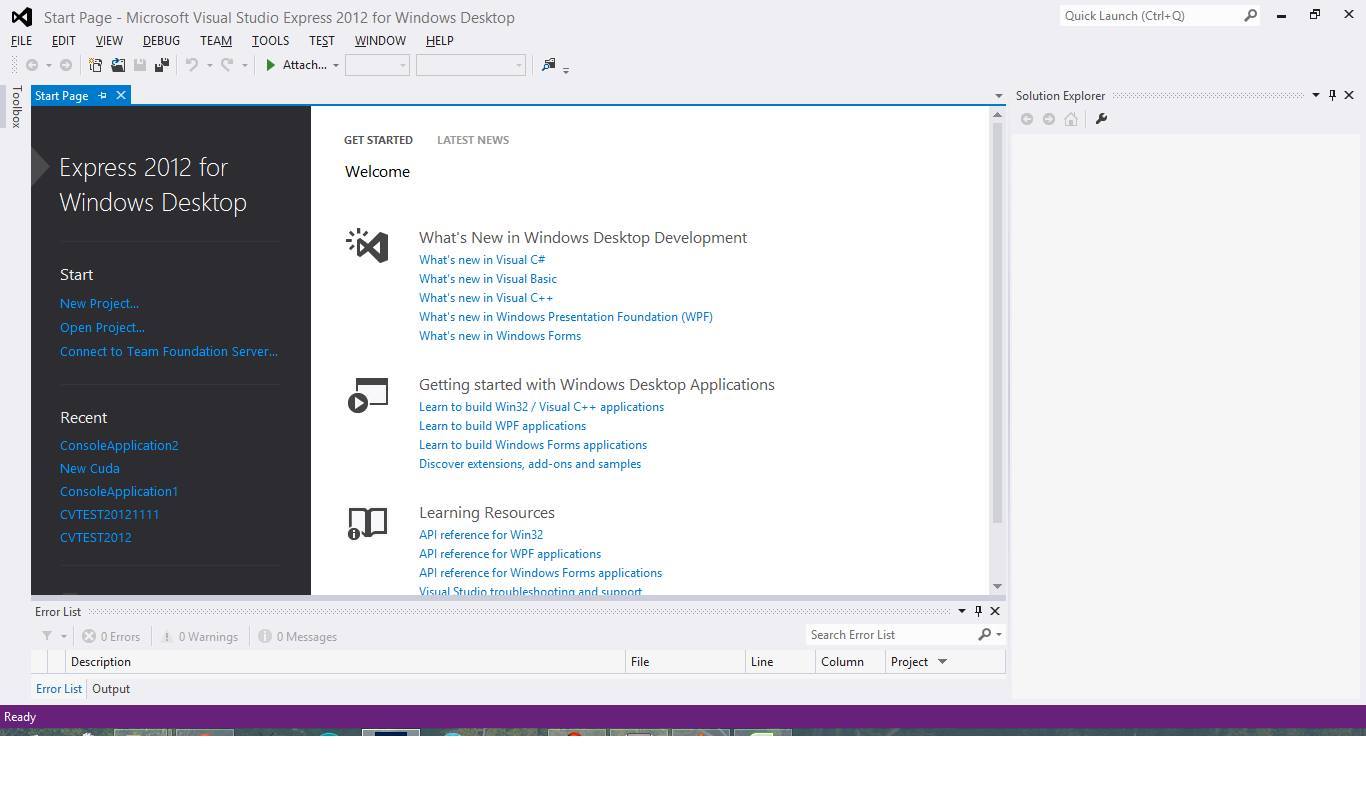 Start Page - Microsoft Visual Studio Express 2012 for Windows Desktop
Quick Launch (Ctrl+Q)
FILE EDIT VIEW DEBUG TEAM TOOLS TEST WINDOW HELP
Attach...
Toolbox
Start Page
Solution Explorer
Express 2012 for
Windows Desktop
Start
New Project...
Open Project...
Connect to Team Foundation Server...
Recent
ConsoleApplication2
New Cuda
ConsoleApplication1
CVTEST20121111
CVTEST2012
GET STARTED LATEST NEWS
Welcome
What's New in Windows Desktop Development
What's new in Visual C#
What's new in Visual Basic
What's new in Visual C++
What's new in Windows Presentation Foundation (WPF)
What's new in Windows Forms
Getting started with Windows Desktop Applications
Learn to build Win32 / Visual C++ applications
Learn to build WPF applications
Learn to build Windows Forms applications
Discover extensions, add-ons and samples
Learning Resources
API reference for Win32
API reference for WPF applications
API reference for Windows Forms applications
Visual Studio troubleshooting and support
Error List
0 Errors 0 Warnings 0 Messages
Search Error List
Description File Line Column Project
Error List Output
Ready